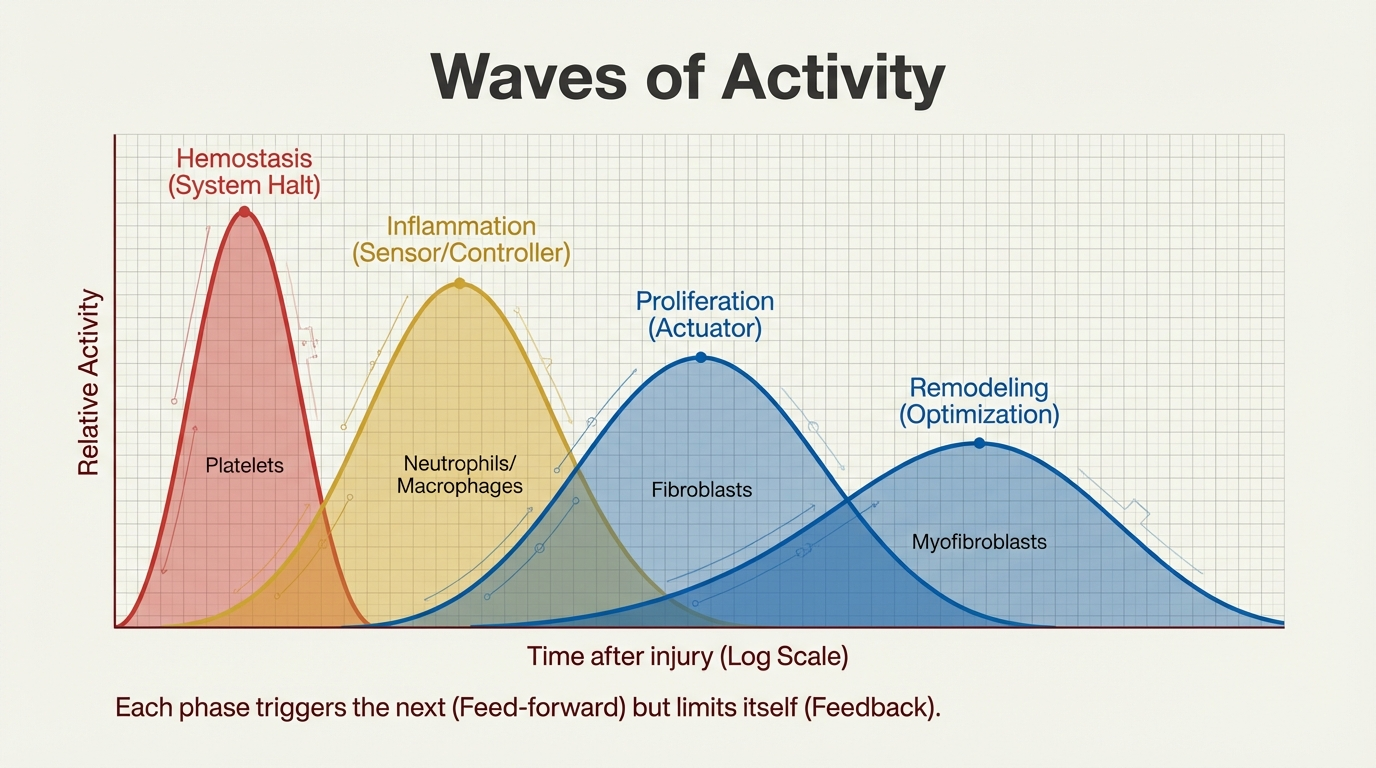 Waves of Activity
Hemostasis
(System Halt)
Inflammation
(Sensor/Controller)
Proliferation
(Actuator)
Remodeling
(Optimization)
Relative Activity
Platelets
Neutrophils/
Macrophages
Fibroblasts
Myofibroblasts
Time after injury (Log Scale)
Each phase triggers the next (Feed-forward) but limits itself (Feedback).